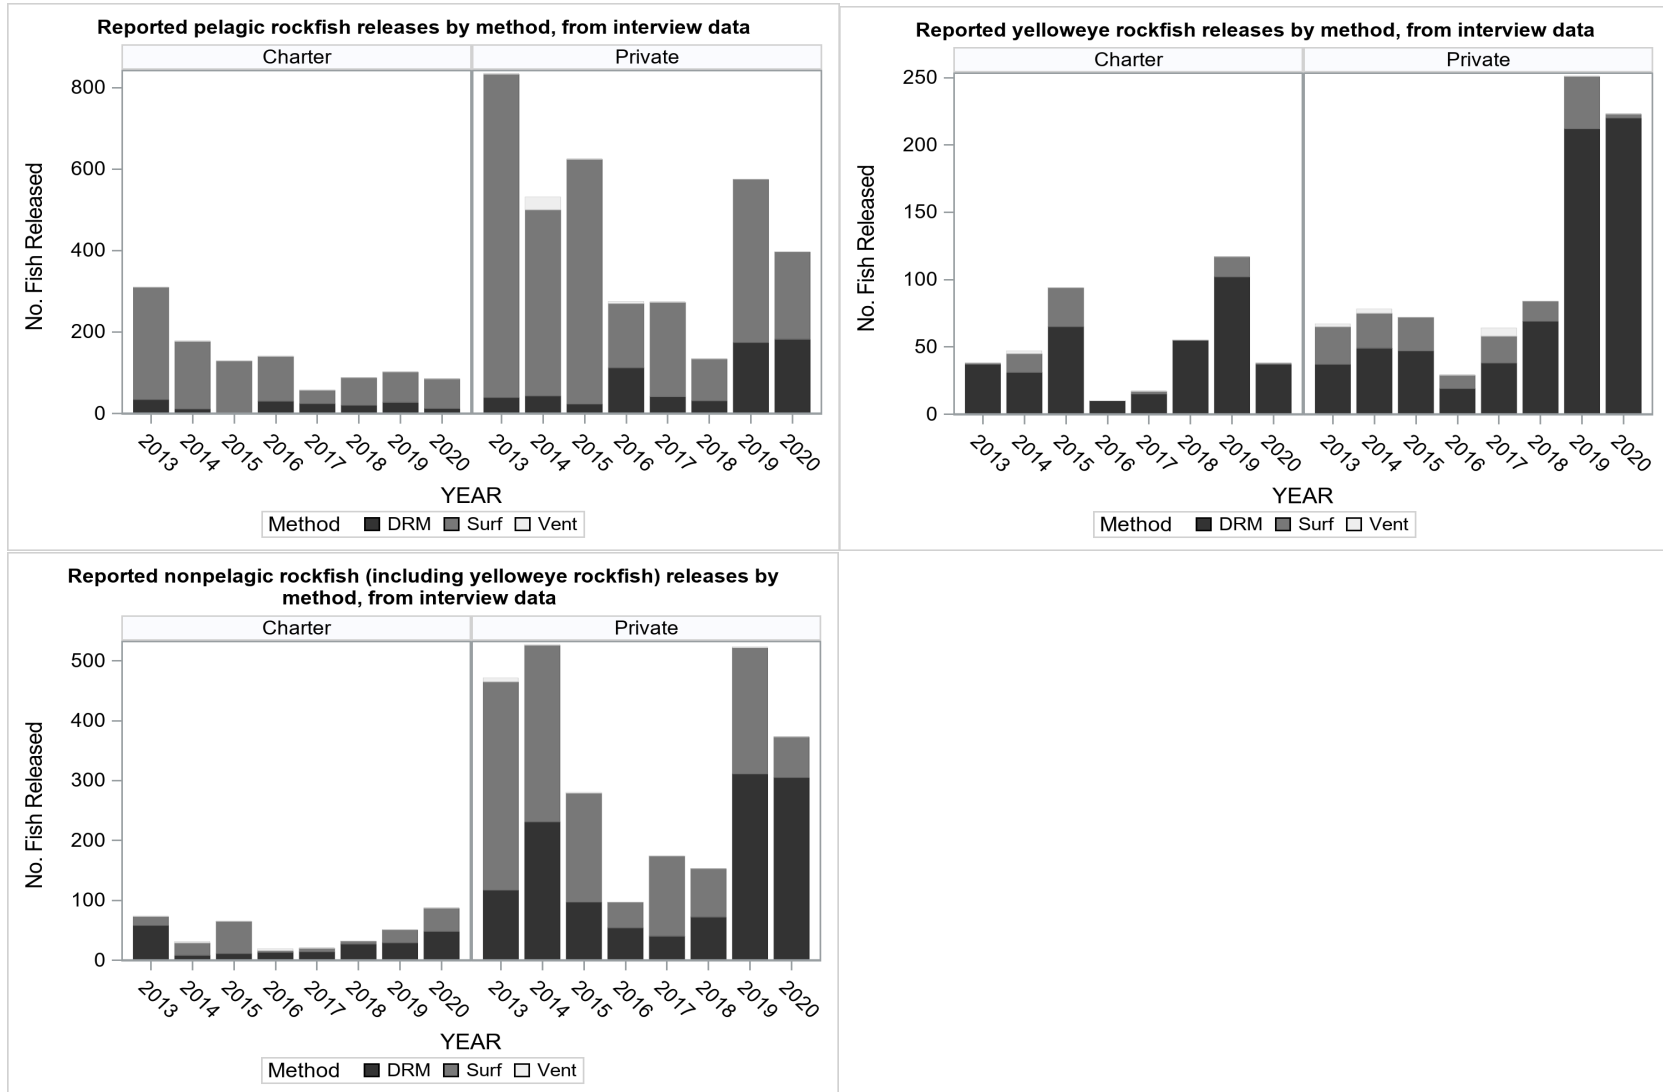 Reported pelagic rockfish releases by method, from interview data
Charter
Private
No. Fish Released
800
600
400
200
0
2013 2014 2015 2016 2017 2018 2019 2020 2013 2014 2015 2016 2017 2018 2019 2020
YEAR
Method DRM Surf Vent
Reported yelloweye rockfish releases by method, from interview data
Charter
Private
No. Fish Released
250
200
150
100
50
0
2013 2014 2015 2016 2017 2018 2019 2020 2013 2014 2015 2016 2017 2018 2019 2020
YEAR
Method DRM Surf Vent
Reported nonpelagic rockfish (including yelloweye rockfish) releases by
method, from interview data
Charter
Private
No. Fish Released
500
400
300
200
100
0
2013 2014 2015 2016 2017 2018 2019 2020 2013 2014 2015 2016 2017 2018 2019 2020
YEAR
Method DRM Surf Vent